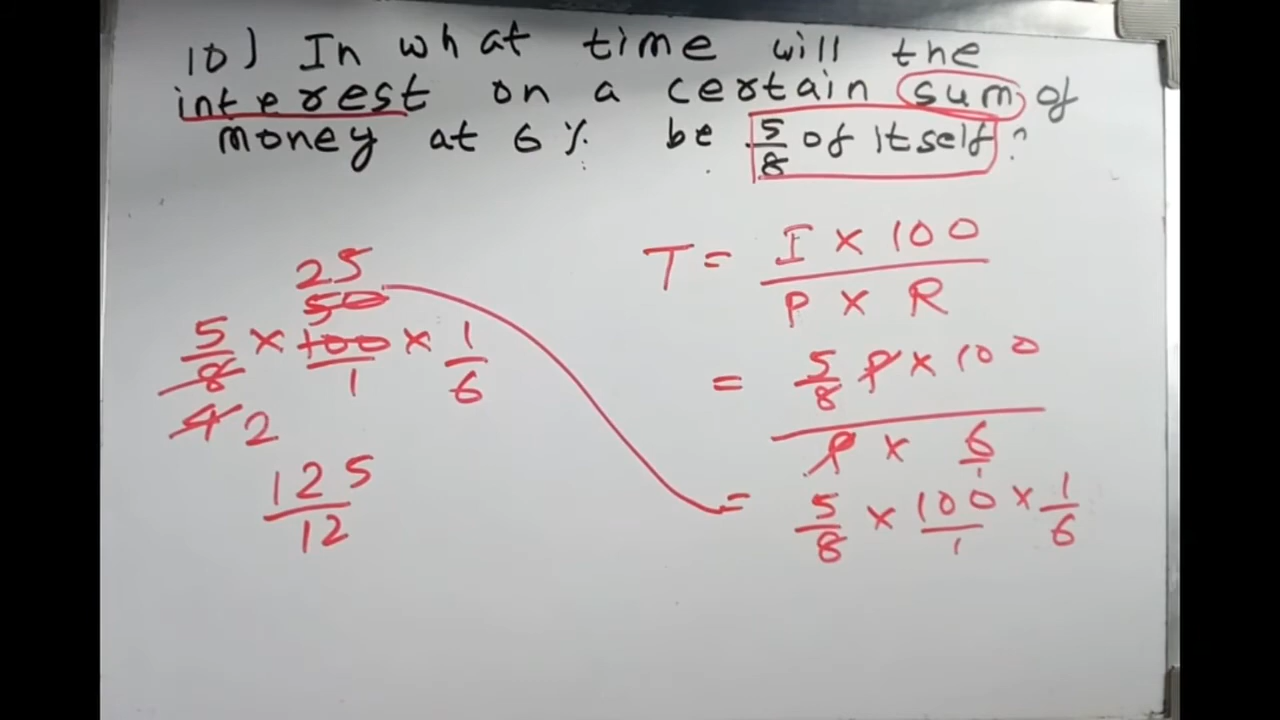 10) In what time will the
interest on a certain sum of
money at 6% be 5/8 of itself?
T = I × 100 / P × R
= 5/8 P × 100 / P × 6/1
= 5/8 × 100/1 × 1/6
25
50
5/8 × 100/1 × 1/6
4 2
125/12